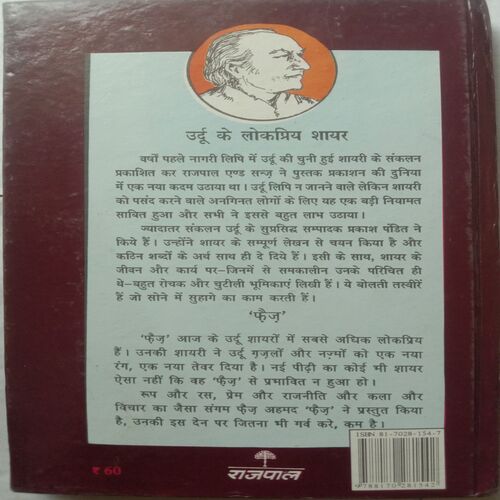 उर्दू के लोकप्रिय शायर
वर्षों पहले नागरी लिपि में उर्दू की चुनी हुई शायरी के संकलन
प्रकाशित कर राजपाल एण्ड सन्ज़ ने पुस्तक प्रकाशन की दुनिया
में एक नया कदम उठाया था। उर्दू लिपि न जानने वाले लेकिन शायरी
को पसंद करने वाले अनगिनत लोगों के लिए यह एक बड़ी नियामत
साबित हुआ और सभी ने इससे बहुत लाभ उठाया।
ज्यादातर संकलन उर्दू के सुप्रसिद्ध सम्पादक प्रकाश पंडित ने
किये हैं। उन्होंने शायर के सम्पूर्ण लेखन से चयन किया है और
कठिन शब्दों के अर्थ साथ ही दे दिये हैं। इसी के साथ, शायर के
जीवन और कार्य पर–जिनमें से समकालीन उनके परिचित ही
थे–बहुत रोचक और चुटीली भूमिकाएं लिखी हैं। ये बोलती तस्वीरें
हैं जो सोने में सुहागे का काम करती हैं।
'फ़ैज़'
'फ़ैज़' आज के उर्दू शायरों में सबसे अधिक लोकप्रिय
हैं। उनकी शायरी ने उर्दू ग़ज़लों और नज़्मों को एक नया
रंग, एक नया तेवर दिया है। नई पीढ़ी का कोई भी शायर
ऐसा नहीं कि वह 'फ़ैज़' से प्रभावित न हुआ हो।
रूप और रस, प्रेम और राजनीति और कला और
विचार का जैसा संगम फ़ैज़ अहमद 'फ़ैज़' ने प्रस्तुत किया
है, उनकी इस देन पर जितना भी गर्व करे, कम है।
ISBN 81-7028-154-7
9 788170 281542
₹ 60
राजपाल